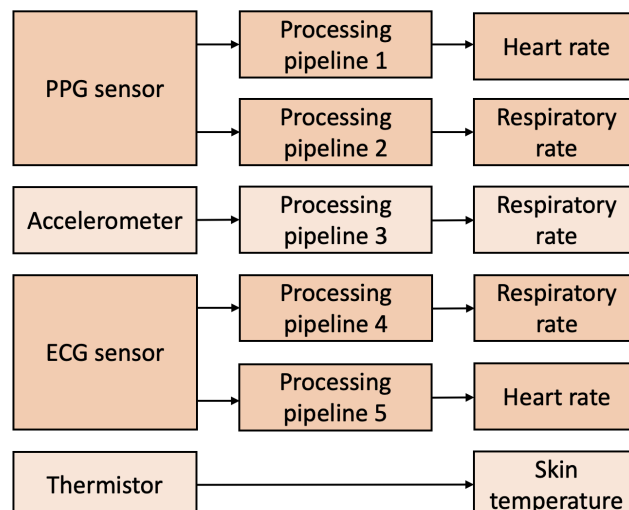 PPG sensor
Processing
pipeline 1
Heart rate
Processing
pipeline 2
Respiratory
rate
Accelerometer
Processing
pipeline 3
Respiratory
rate
ECG sensor
Processing
pipeline 4
Respiratory
rate
Processing
pipeline 5
Heart rate
Thermistor
Skin
temperature